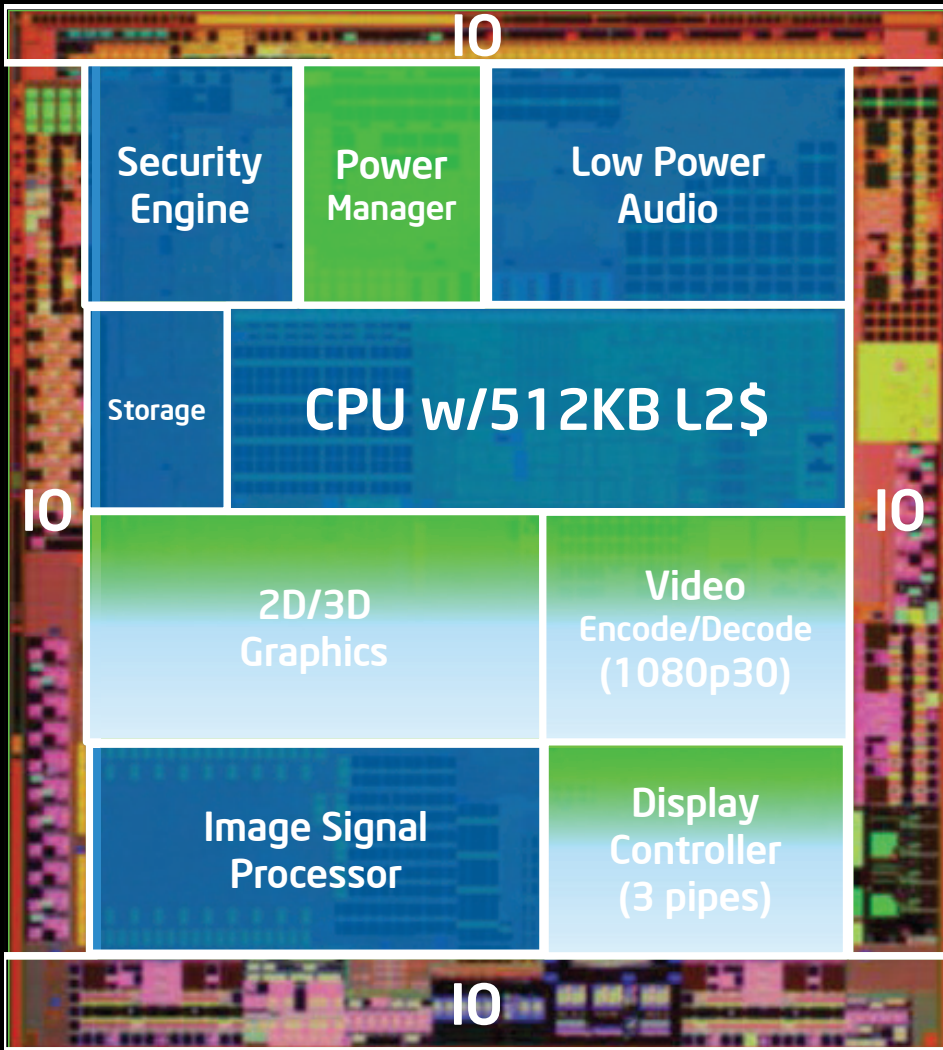 IO
Security
Engine
Power
Manager
Low Power
Audio
Storage
CPU w/512KB L2$
IO
IO
2D/3D
Graphics
Video
Encode/Decode
(1080p30)
Image Signal
Processor
Display
Controller
(3 pipes)
IO